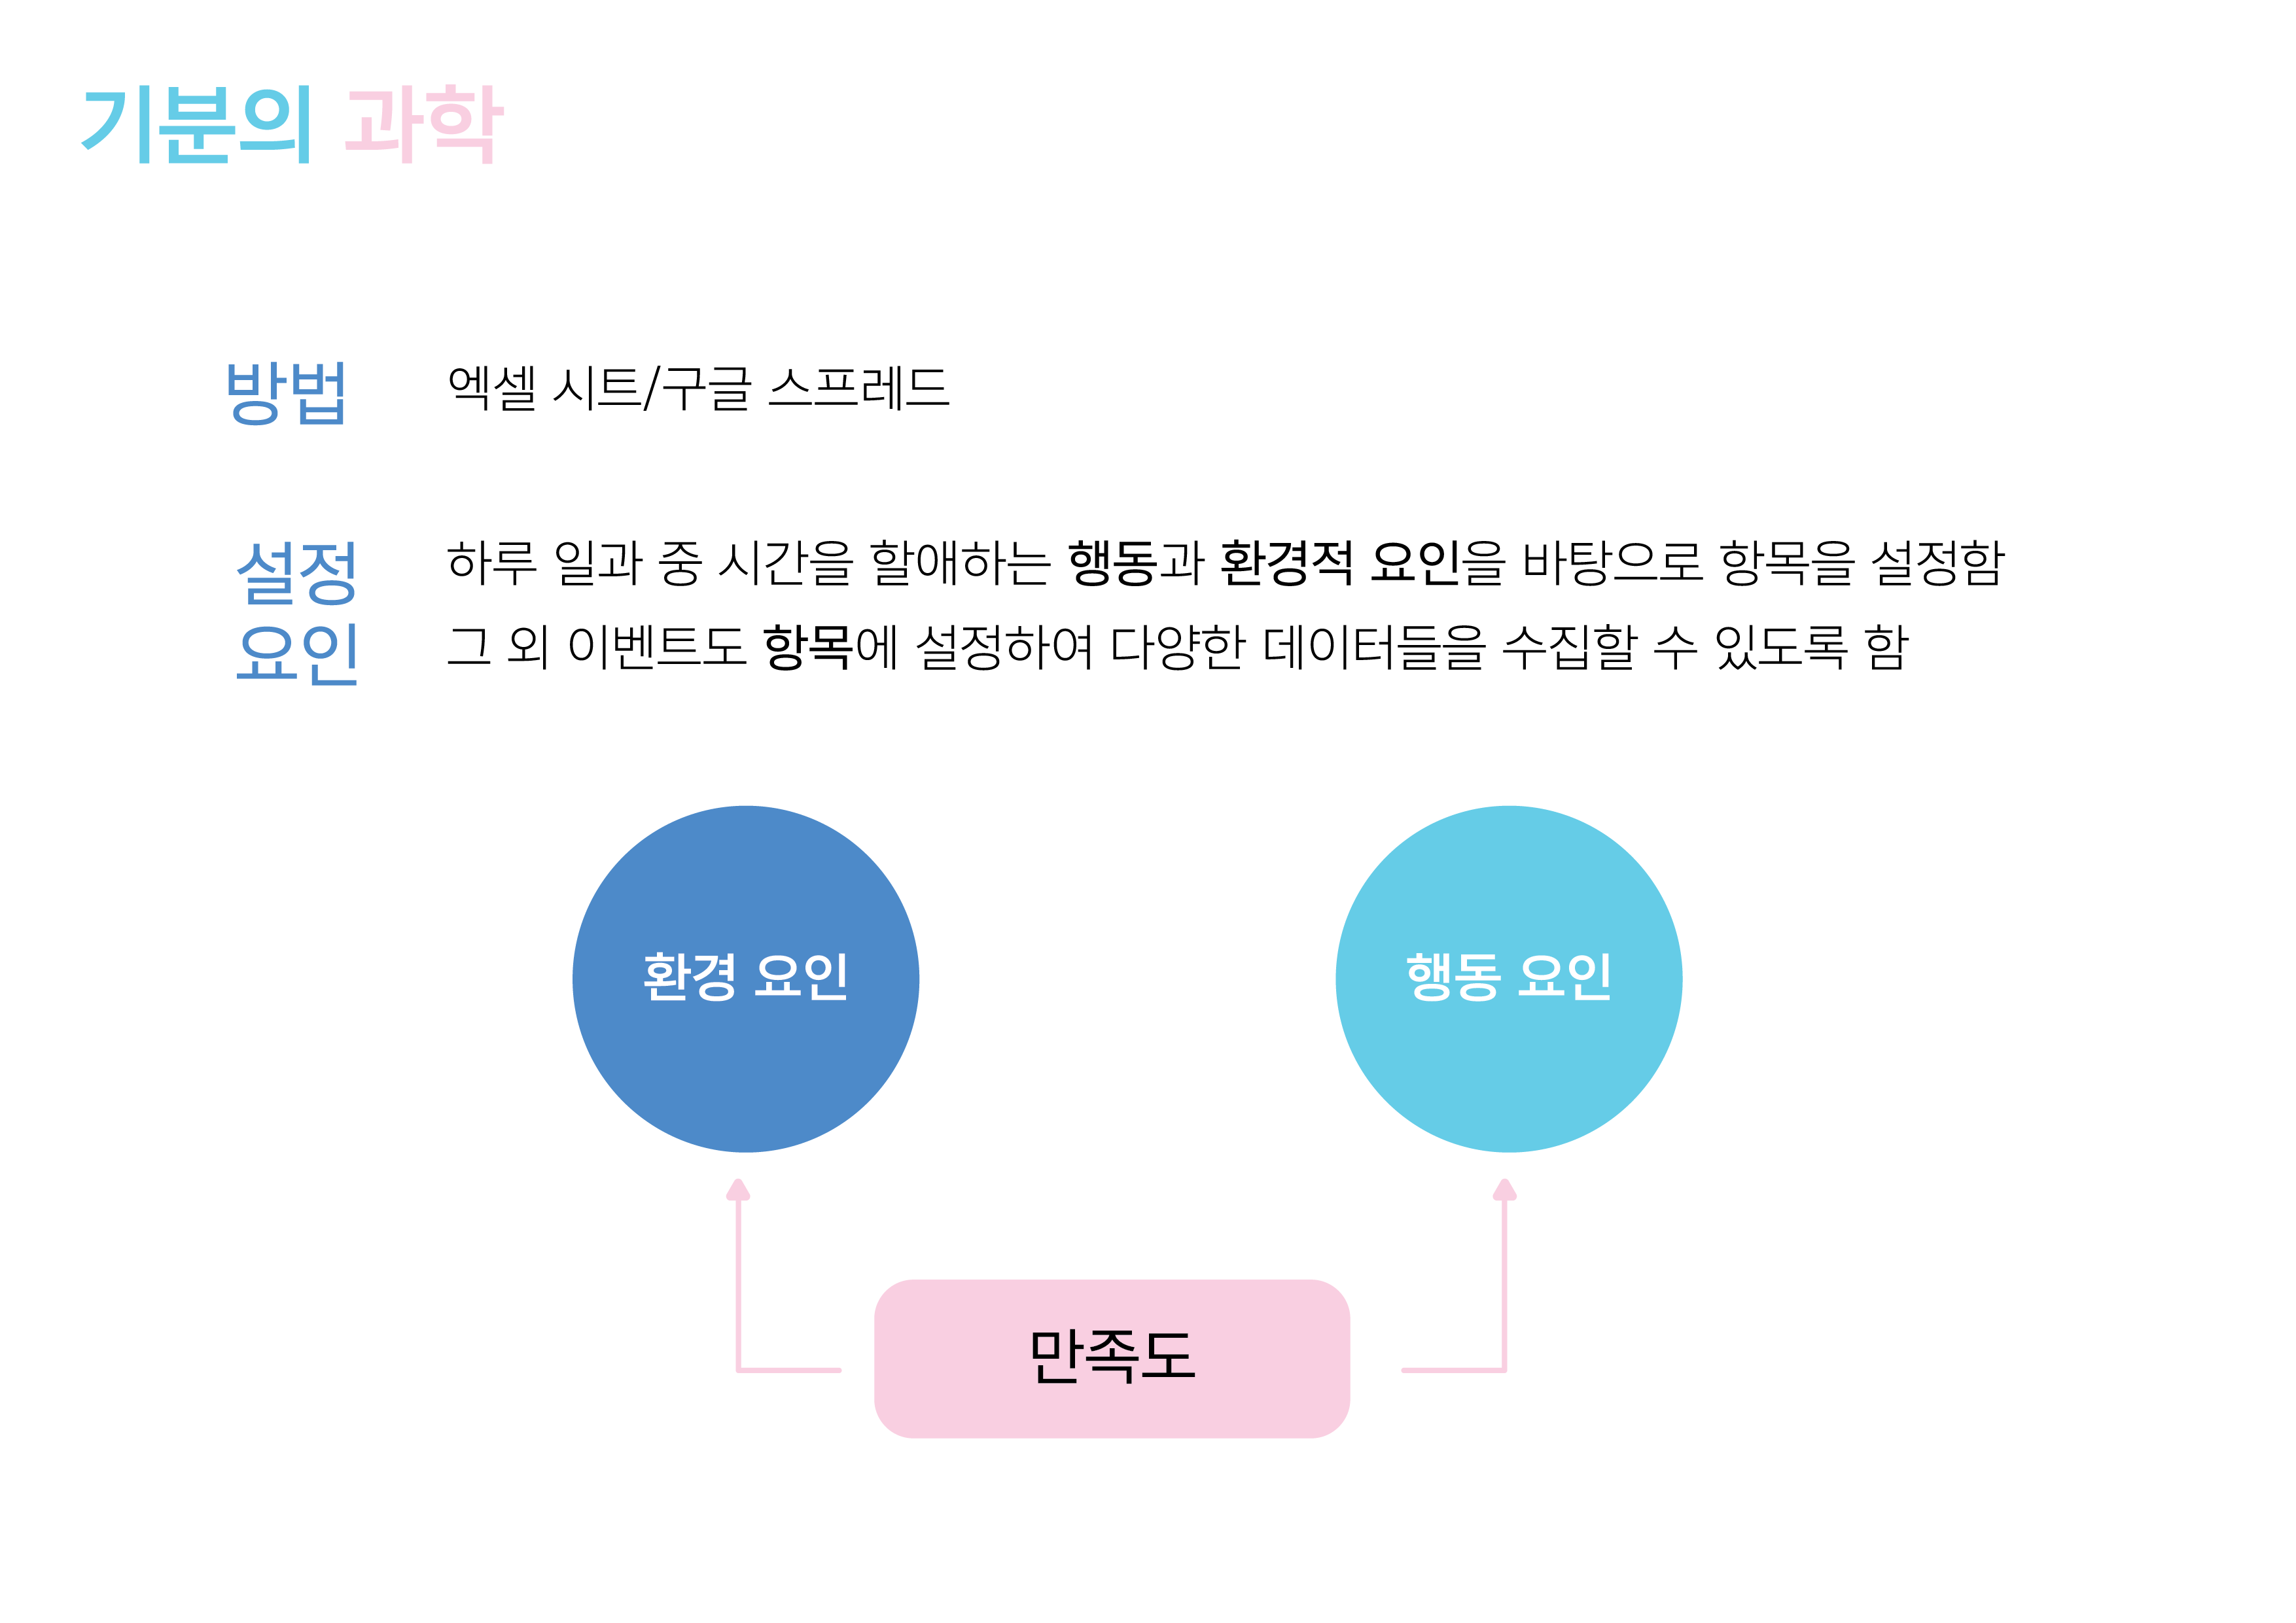 기분의 과학
방법
엑셀 시트/구글 스프레드
설정
요인
하루 일과 중 시간을 할애하는 행동과 환경적 요인을 바탕으로 항목을 설정함
그 외 이벤트도 항목에 설정하여 다양한 데이터들을 수집할 수 있도록 함
환경 요인
행동 요인
만족도